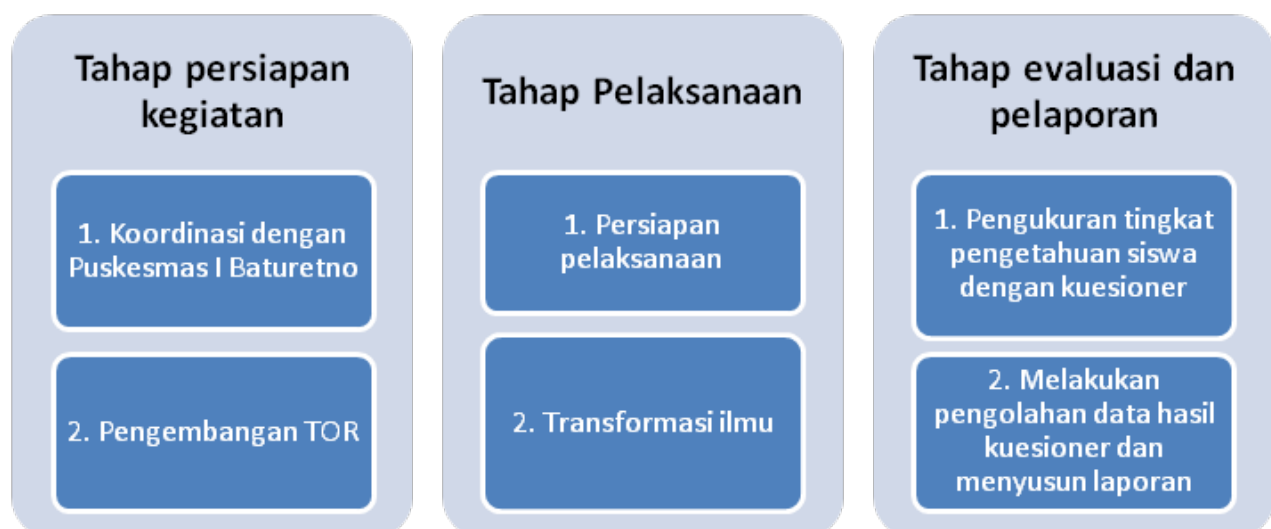 Tahap persiapan
kegiatan
1. Koordinasi dengan
Puskesmas I Baturetno
2. Pengembangan TOR
Tahap Pelaksanaan
1. Persiapan
pelaksanaan
2. Transformasi ilmu
Tahap evaluasi dan
pelaporan
1. Pengukuran tingkat
pengetahuan siswa
dengan kuesioner
2. Melakukan
pengolahan data hasil
kuesioner dan
menyusun laporan